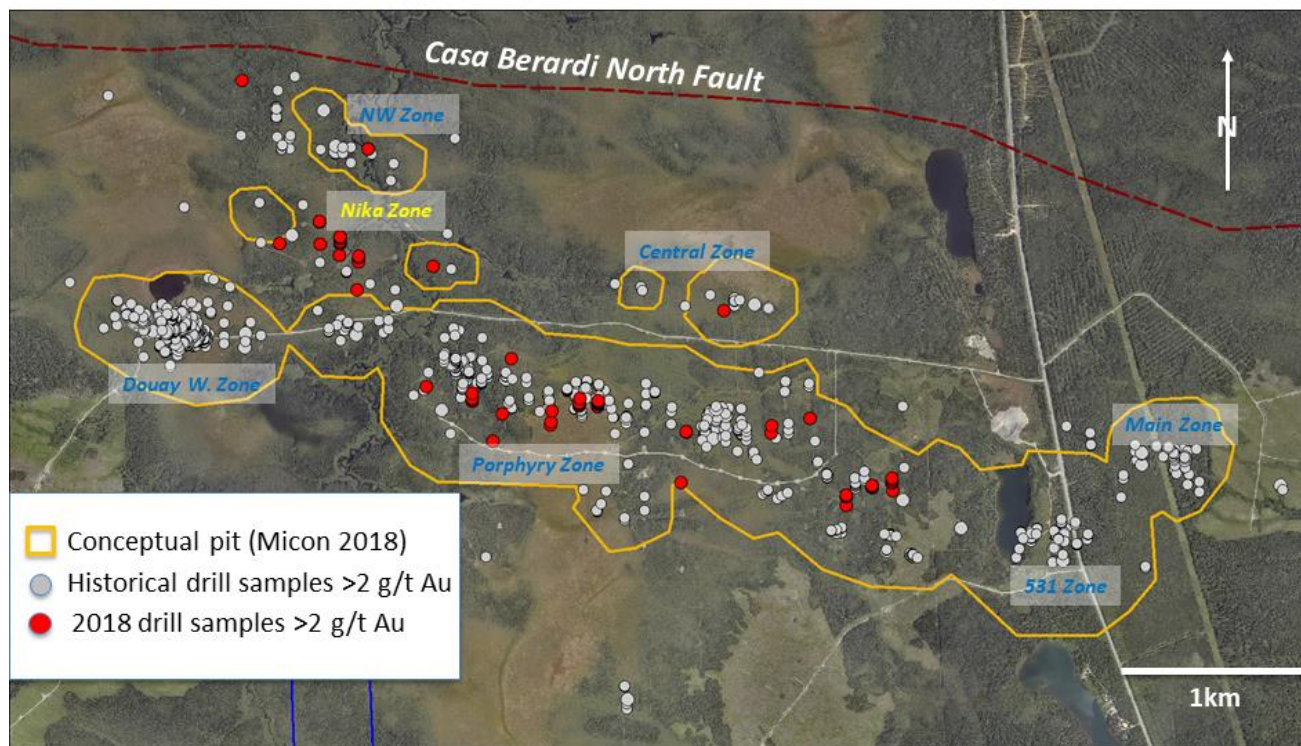 Casa Berardi North Fault
N
NW Zone
Nika Zone
Central Zone
Douay W. Zone
Main Zone
Porphyry Zone
531 Zone
Conceptual pit (Micon 2018)
Historical drill samples >2 g/t Au
2018 drill samples >2 g/t Au
1km